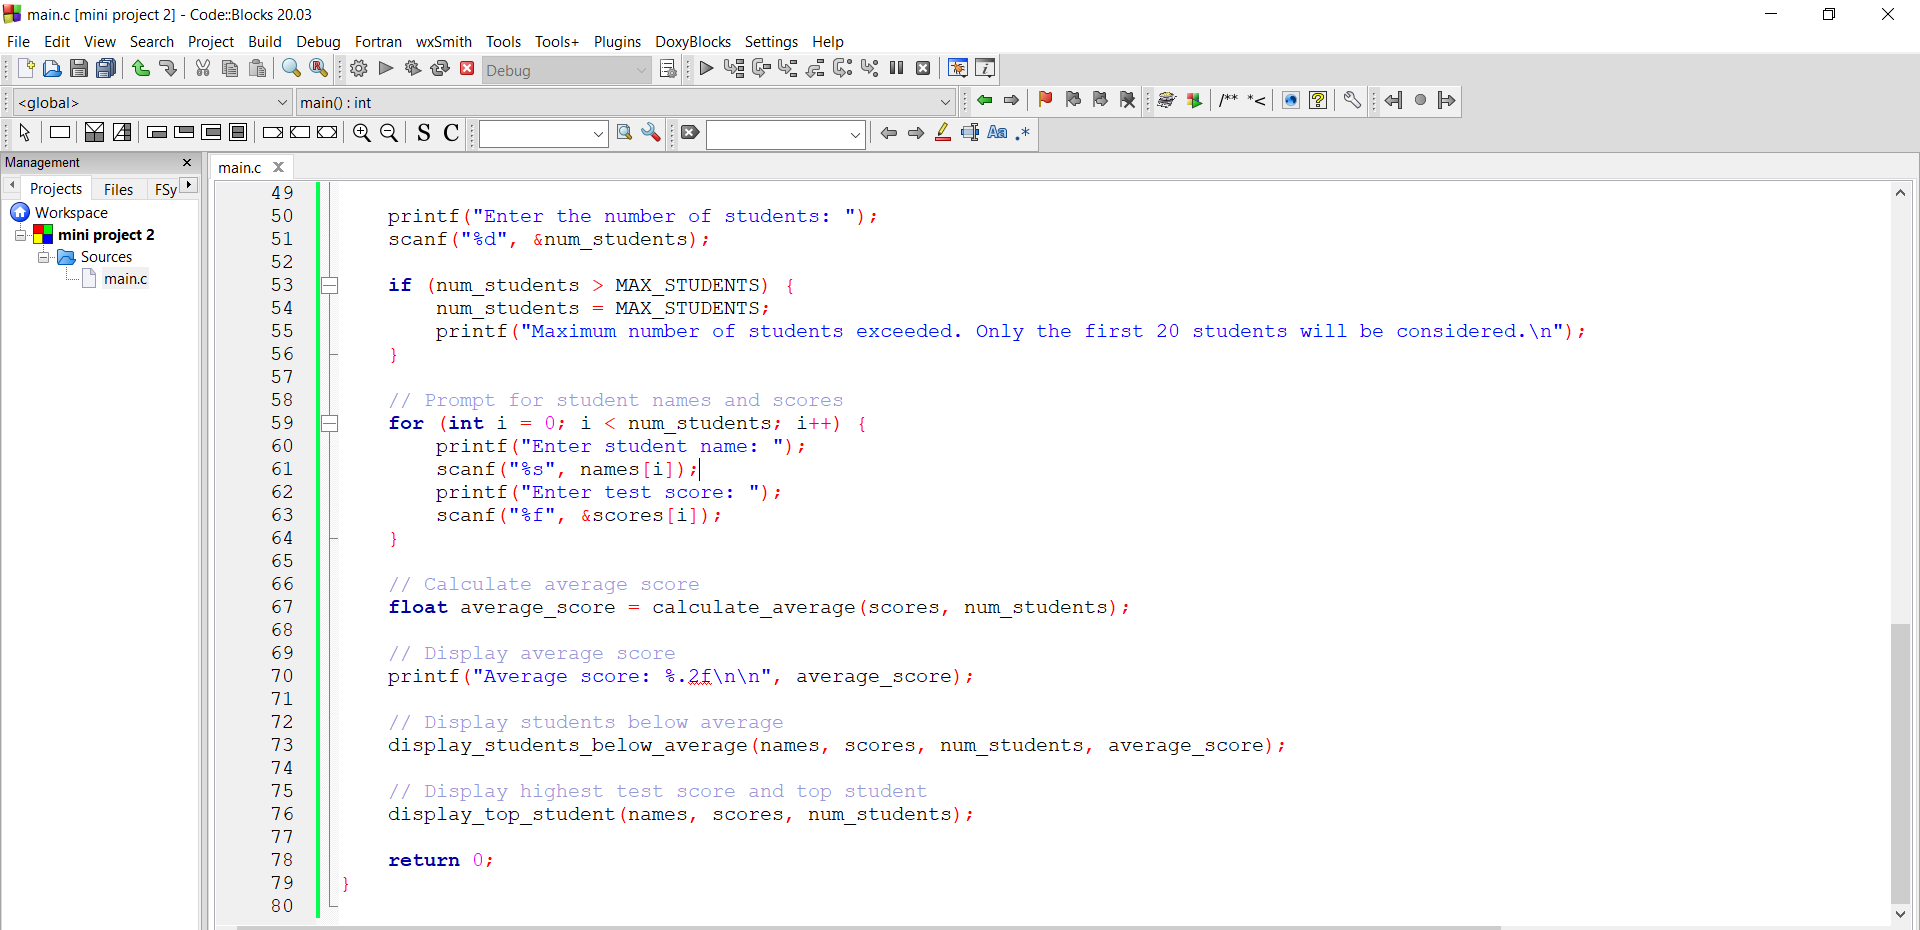 main.c [mini project 2] - Code::Blocks 20.03
File Edit View Search Project Build Debug Fortran wxSmith Tools Tools+ Plugins DoxyBlocks Settings Help
Debug
<global> main() : int /** *<
S C Aa .*
Management
main.c
Projects Files FSy
Workspace
mini project 2
Sources
main.c
49
50 printf("Enter the number of students: ");
51 scanf("%d", &num_students);
52
53 if (num_students > MAX_STUDENTS) {
54 num_students = MAX_STUDENTS;
55 printf("Maximum number of students exceeded. Only the first 20 students will be considered.\n");
56 }
57
58 // Prompt for student names and scores
59 for (int i = 0; i < num_students; i++) {
60 printf("Enter student name: ");
61 scanf("%s", names[i]);
62 printf("Enter test score: ");
63 scanf("%f", &scores[i]);
64 }
65
66 // Calculate average score
67 float average_score = calculate_average(scores, num_students);
68
69 // Display average score
70 printf("Average score: %.2f\n\n", average_score);
71
72 // Display students below average
73 display_students_below_average(names, scores, num_students, average_score);
74
75 // Display highest test score and top student
76 display_top_student(names, scores, num_students);
77
78 return 0;
79 }
80